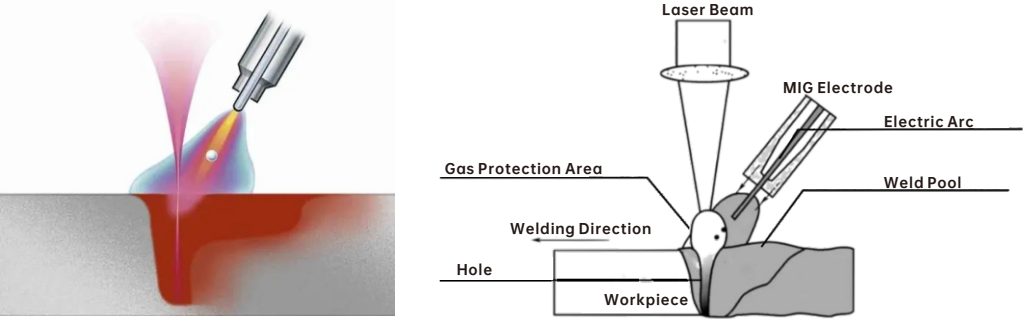 Laser Beam
MIG Electrode
Electric Arc
Gas Protection Area
Weld Pool
Welding Direction
Hole
Workpiece